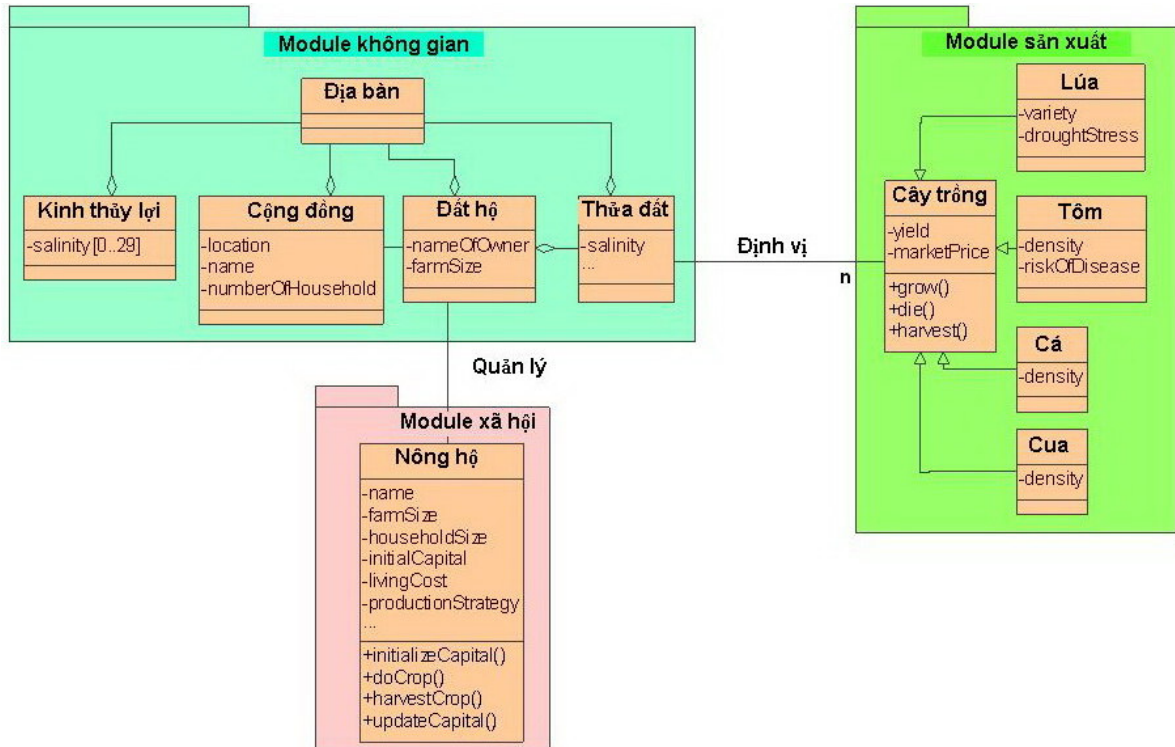 Module không gian
Địa bàn
Kinh thủy lợi
-salinity[0..29]
Cộng đồng
-location
-name
-numberOfHousehold
Đất hộ
-nameOfOwner
-farmSize
Thửa đất
-salinity
...
Định vị
n
Quản lý
Module xã hội
Nông hộ
-name
-farmSize
-householdSize
-initialCapital
-livingCost
-productionStrategy
...
+initializeCapital()
+doCrop()
+harvestCrop()
+updateCapital()
Module sản xuất
Lúa
-variety
-droughtStress
Cây trồng
-yield
-marketPrice
+grow()
+die()
+harvest()
Tôm
-density
-riskOfDisease
Cá
-density
Cua
-density